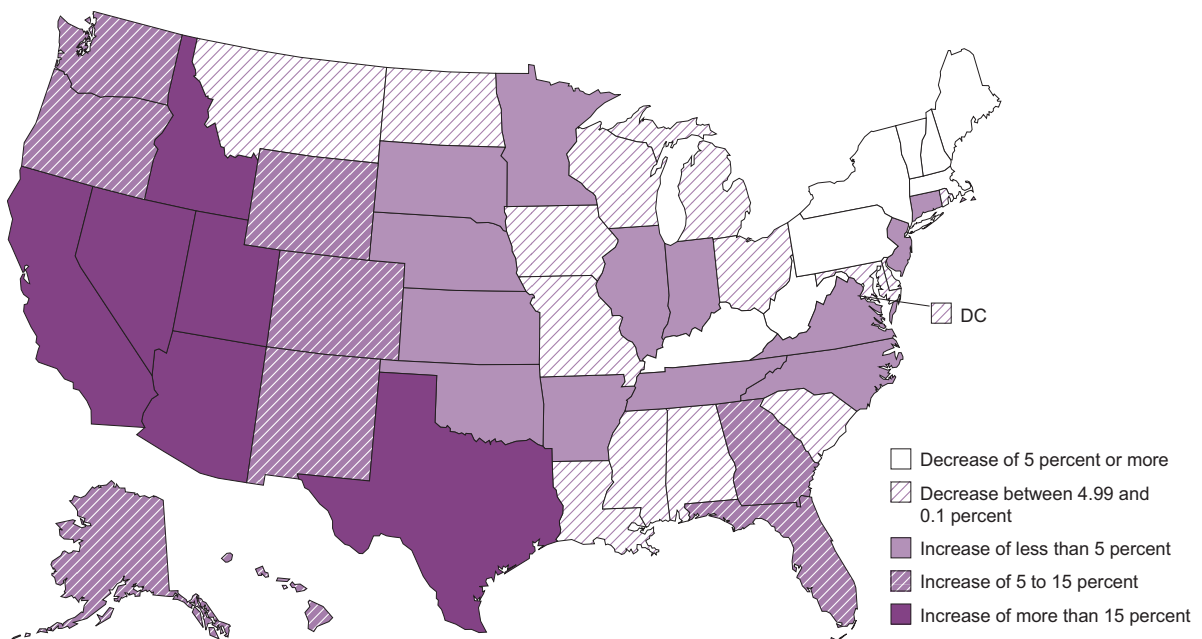 DC
Decrease of 5 percent or more
Decrease between 4.99 and
0.1 percent
Increase of less than 5 percent
Increase of 5 to 15 percent
Increase of more than 15 percent